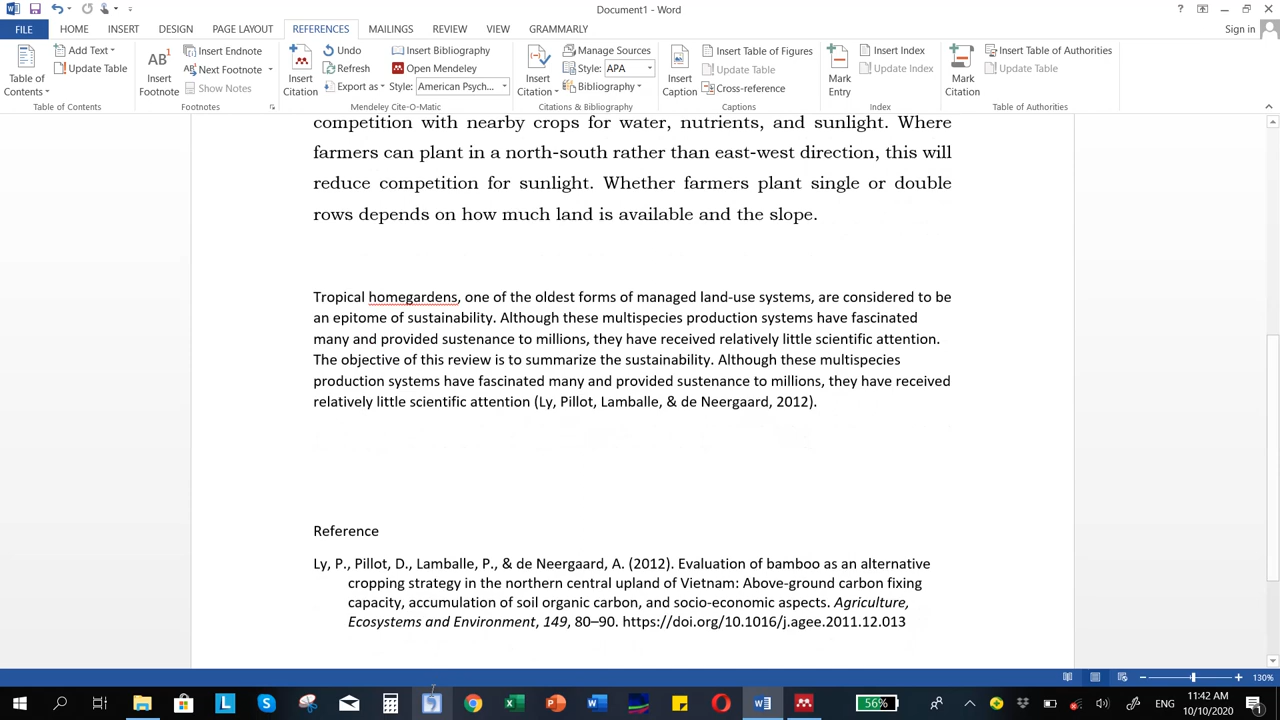 Document1 - Word
? 
FILE HOME INSERT DESIGN PAGE LAYOUT REFERENCES MAILINGS REVIEW VIEW GRAMMARLY Sign in
Table of Contents
Add Text
Update Table
Table of Contents
AB1
Insert Footnote
Insert Endnote
Next Footnote
Show Notes
Footnotes
Insert Citation
Undo
Refresh
Export as
Insert Bibliography
Open Mendeley
Style: American Psych...
Mendeley Cite-O-Matic
Insert Citation
Manage Sources
Style: APA
Bibliography
Citations & Bibliography
Insert Caption
Insert Table of Figures
Update Table
Cross-reference
Captions
Mark Entry
Insert Index
Update Index
Index
Mark Citation
Insert Table of Authorities
Update Table
Table of Authorities
competition with nearby crops for water, nutrients, and sunlight. Where
farmers can plant in a north-south rather than east-west direction, this will
reduce competition for sunlight. Whether farmers plant single or double
rows depends on how much land is available and the slope.
Tropical homegardens, one of the oldest forms of managed land-use systems, are considered to be
an epitome of sustainability. Although these multispecies production systems have fascinated
many and provided sustenance to millions, they have received relatively little scientific attention.
The objective of this review is to summarize the sustainability. Although these multispecies
production systems have fascinated many and provided sustenance to millions, they have received
relatively little scientific attention (Ly, Pillot, Lamballe, & de Neergaard, 2012).
Reference
Ly, P., Pillot, D., Lamballe, P., & de Neergaard, A. (2012). Evaluation of bamboo as an alternative
cropping strategy in the northern central upland of Vietnam: Above-ground carbon fixing
capacity, accumulation of soil organic carbon, and socio-economic aspects. Agriculture,
Ecosystems and Environment, 149, 80–90. https://doi.org/10.1016/j.agee.2011.12.013
130%
56%
ENG
11:42 AM
10/10/2020